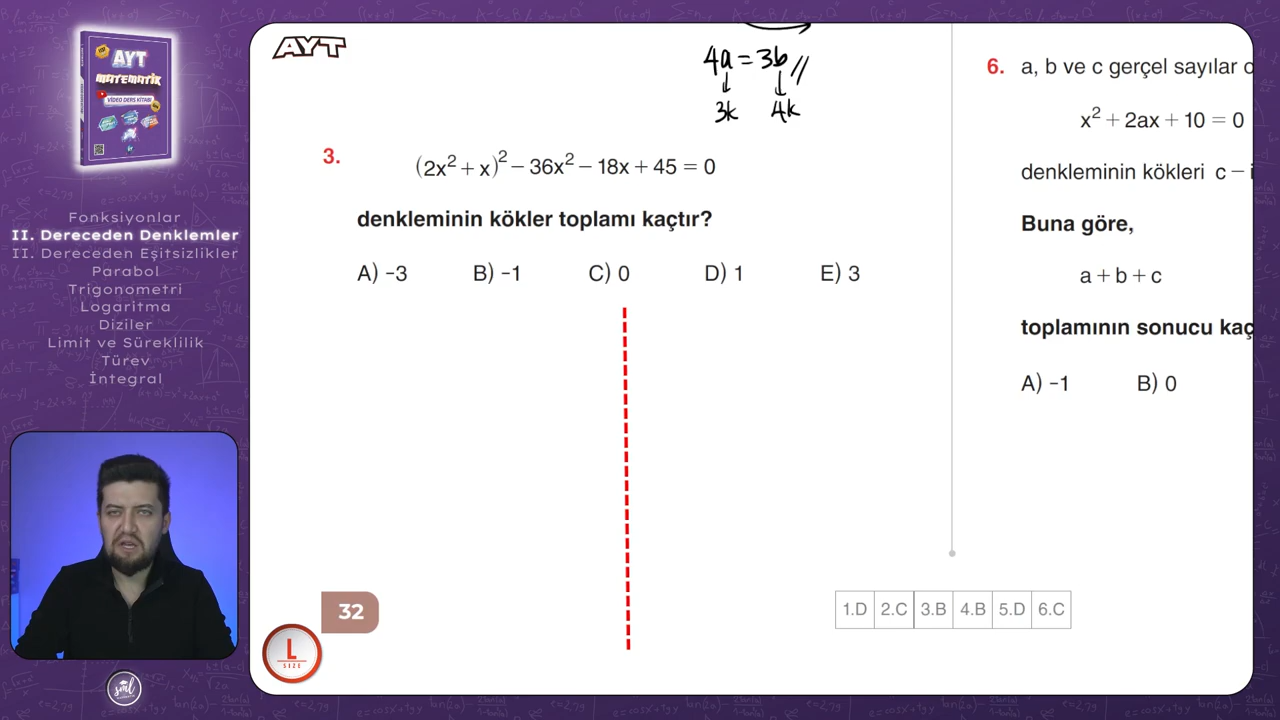 AYT
MATEMATİK
VİDEO DERS KİTABI
Fonksiyonlar
II. Dereceden Denklemler
II. Dereceden Eşitsizlikler
Parabol
Trigonometri
Logaritma
Diziler
Limit ve Süreklilik
Türev
İntegral
sml
AYT
4a = 3b //
3k 4k
3. (2x² + x)² − 36x² − 18x + 45 = 0
denkleminin kökler toplamı kaçtır?
A) -3 B) -1 C) 0 D) 1 E) 3
32
L
SIZE
6. a, b ve c gerçel sayılar
x² + 2ax + 10 = 0
denkleminin kökleri c −
Buna göre,
a + b + c
toplamının sonucu kaç
A) -1 B) 0
1.D 2.C 3.B 4.B 5.D 6.C